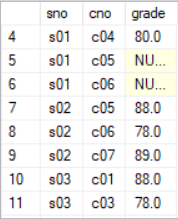 sno cno grade
4 s01 c04 80.0
5 s01 c05 NU...
6 s01 c06 NU...
7 s02 c05 88.0
8 s02 c06 78.0
9 s02 c07 89.0
10 s03 c01 88.0
11 s03 c03 78.0